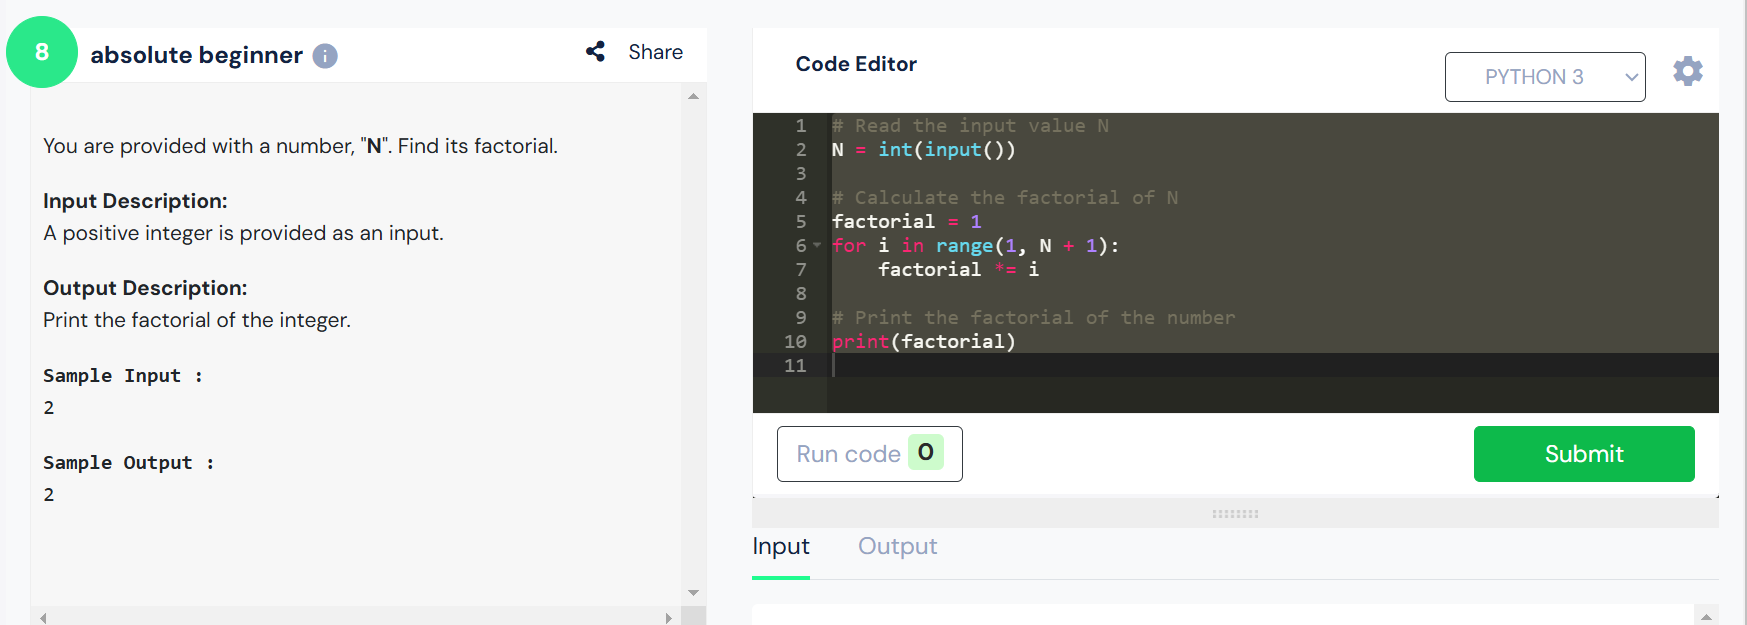 8
absolute beginner i
Share
You are provided with a number, "N". Find its factorial.
Input Description:
A positive integer is provided as an input.
Output Description:
Print the factorial of the integer.
Sample Input :
2
Sample Output :
2
Code Editor
PYTHON 3
1 # Read the input value N
2 N = int(input())
3
4 # Calculate the factorial of N
5 factorial = 1
6 for i in range(1, N + 1):
7     factorial *= i
8
9 # Print the factorial of the number
10 print(factorial)
11
Run code 0
Submit
Input Output